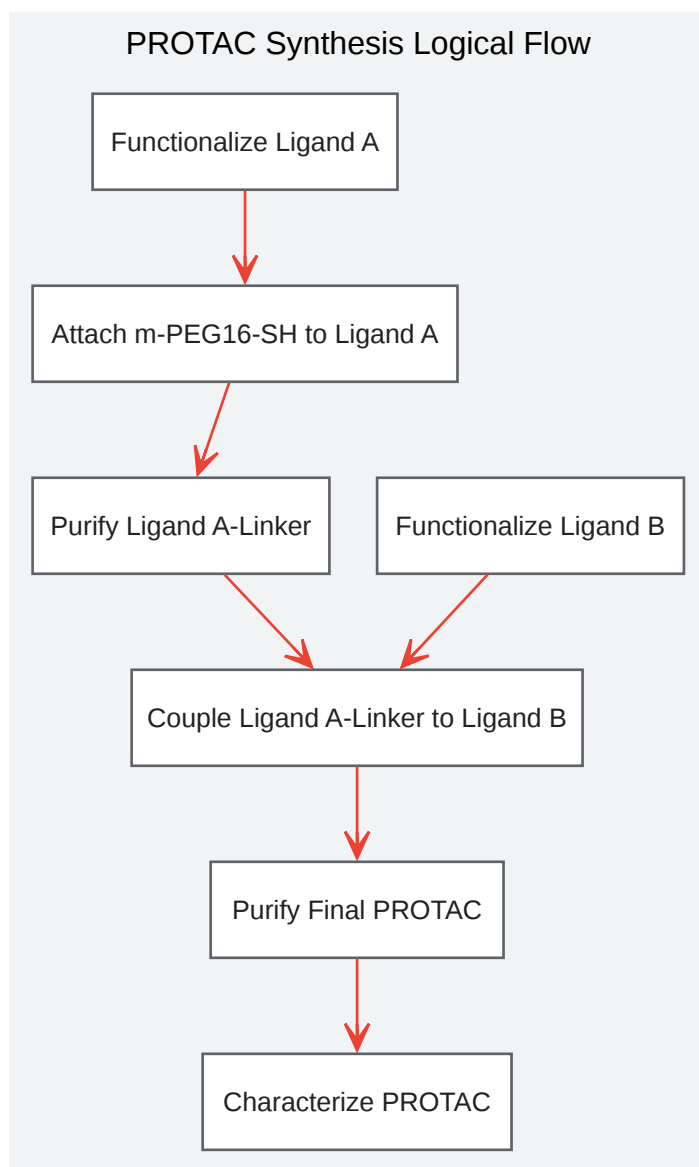 PROTAC Synthesis Logical Flow
Functionalize Ligand A
Attach m-PEG16-SH to Ligand A
Purify Ligand A-Linker
Functionalize Ligand B
Couple Ligand A-Linker to Ligand B
Purify Final PROTAC
Characterize PROTAC